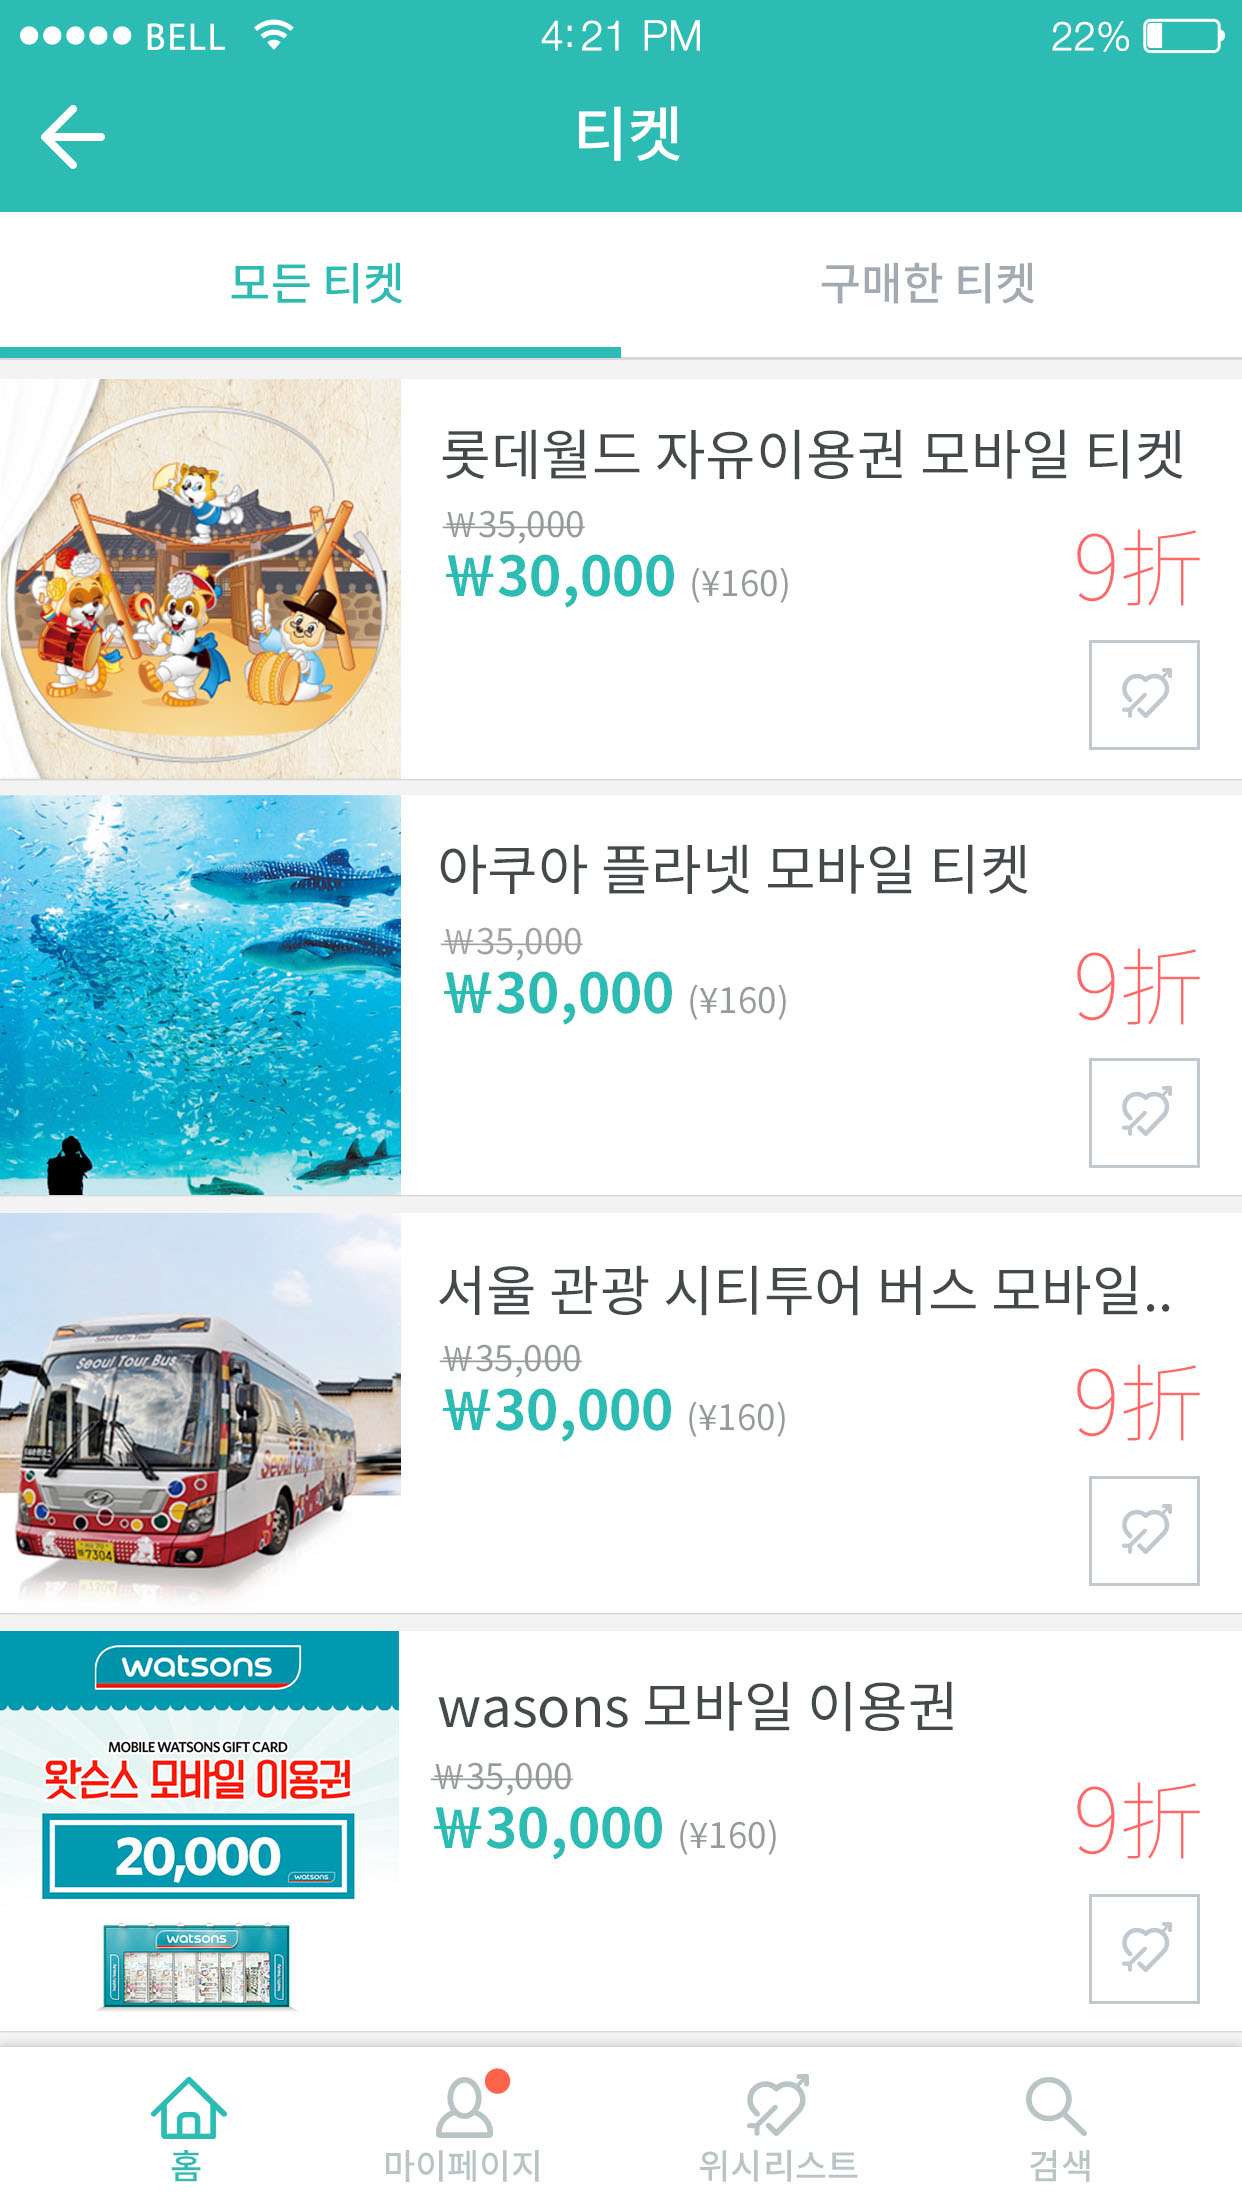 BELL 4:21 PM 22%
티켓
모든 티켓 구매한 티켓
롯데월드 자유이용권 모바일 티켓
₩35,000
₩30,000 (¥160)
9折
아쿠아 플라넷 모바일 티켓
₩35,000
₩30,000 (¥160)
9折
Seoul City Tour
Seoul Tour Bus
Seoul City Tour
7304
서울 관광 시티투어 버스 모바일..
₩35,000
₩30,000 (¥160)
9折
watsons
MOBILE WATSONS GIFT CARD
왓슨스 모바일 이용권
20,000
watsons
watsons
wasons 모바일 이용권
₩35,000
₩30,000 (¥160)
9折
홈 마이페이지 위시리스트 검색